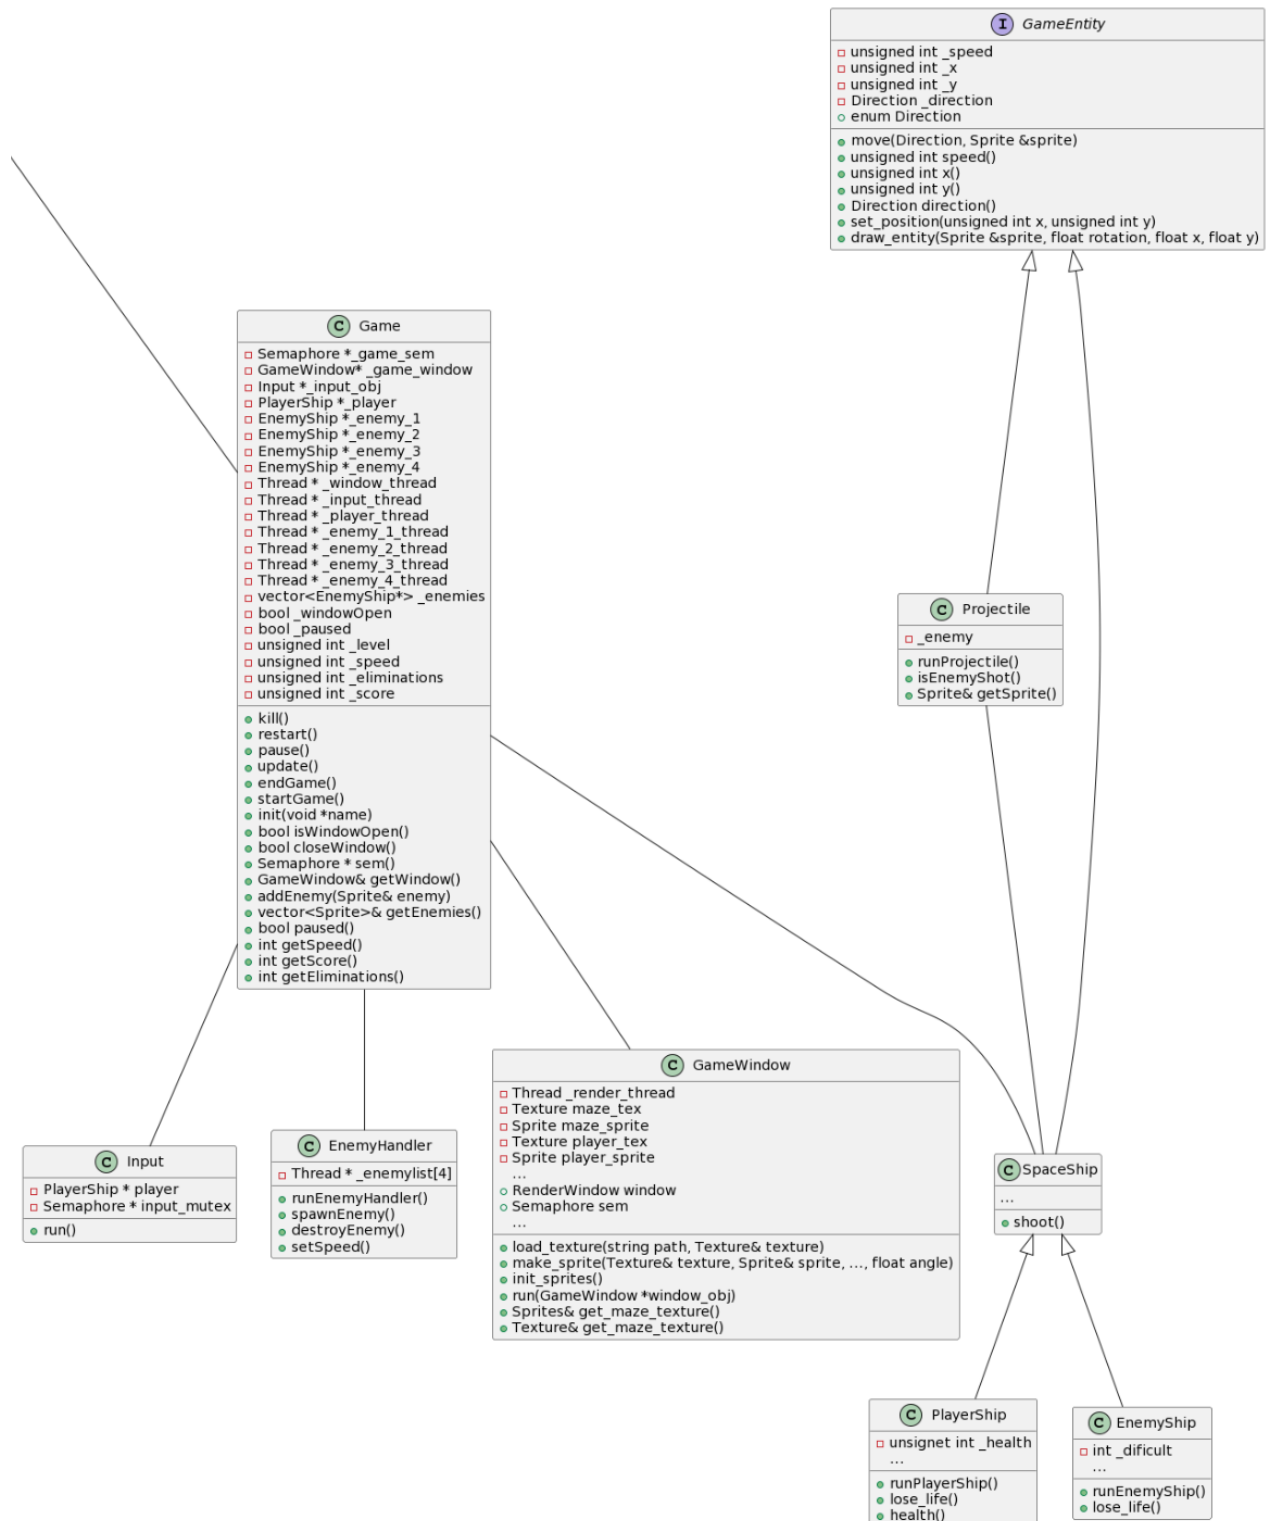 I GameEntity
unsigned int _speed
unsigned int _x
unsigned int _y
Direction _direction
enum Direction
move(Direction, Sprite &sprite)
unsigned int speed()
unsigned int x()
unsigned int y()
Direction direction()
set_position(unsigned int x, unsigned int y)
draw_entity(Sprite &sprite, float rotation, float x, float y)
C Game
Semaphore *_game_sem
GameWindow* _game_window
Input *_input_obj
PlayerShip *_player
EnemyShip *_enemy_1
EnemyShip *_enemy_2
EnemyShip *_enemy_3
EnemyShip *_enemy_4
Thread * _window_thread
Thread * _input_thread
Thread * _player_thread
Thread * _enemy_1_thread
Thread * _enemy_2_thread
Thread * _enemy_3_thread
Thread * _enemy_4_thread
vector<EnemyShip*> _enemies
bool _windowOpen
bool _paused
unsigned int _level
unsigned int _speed
unsigned int _eliminations
unsigned int _score
kill()
restart()
pause()
update()
endGame()
startGame()
init(void *name)
bool isWindowOpen()
bool closeWindow()
Semaphore * sem()
GameWindow& getWindow()
addEnemy(Sprite& enemy)
vector<Sprite>& getEnemies()
bool paused()
int getSpeed()
int getScore()
int getEliminations()
C Projectile
_enemy
runProjectile()
isEnemyShot()
Sprite& getSprite()
C Input
PlayerShip * player
Semaphore * input_mutex
run()
C EnemyHandler
Thread * _enemylist[4]
runEnemyHandler()
spawnEnemy()
destroyEnemy()
setSpeed()
C GameWindow
Thread _render_thread
Texture maze_tex
Sprite maze_sprite
Texture player_tex
Sprite player_sprite
...
RenderWindow window
Semaphore sem
...
load_texture(string path, Texture& texture)
make_sprite(Texture& texture, Sprite& sprite, ..., float angle)
init_sprites()
run(GameWindow *window_obj)
Sprites& get_maze_texture()
Texture& get_maze_texture()
C SpaceShip
...
shoot()
C PlayerShip
unsignet int _health
...
runPlayerShip()
lose_life()
health()
C EnemyShip
int _dificult
...
runEnemyShip()
lose_life()